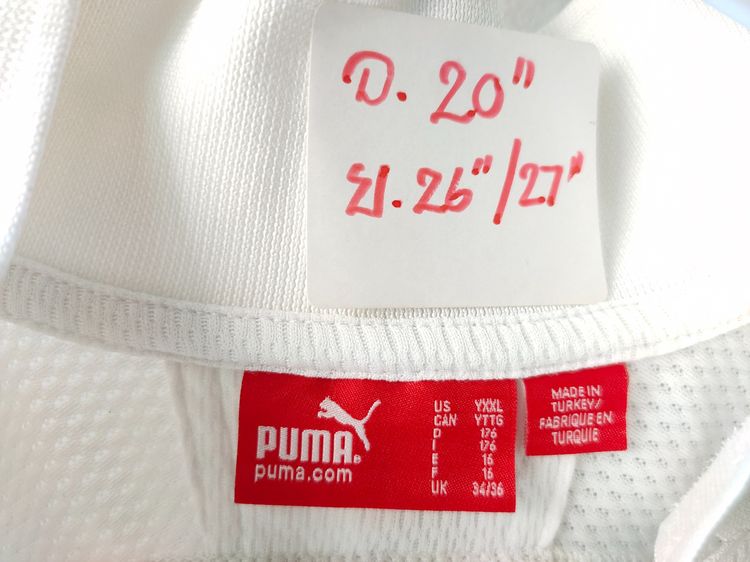 อ. 20"
ย. 26"/27"
PUMA®
puma.com
US YXXL
CAN YTTG
D 176
I 176
E 16
F 16
UK 34/36
MADE IN
TURKEY/
FABRIQUE EN
TURQUIE